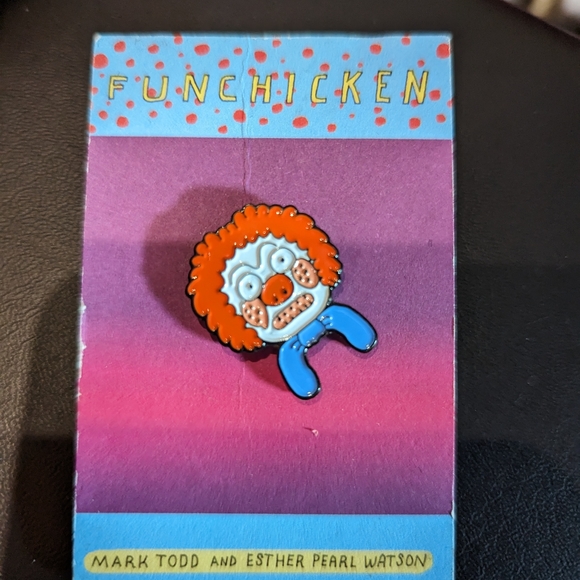 FUNCHICKEN
MARK TODD AND ESTHER PEARL WATSON